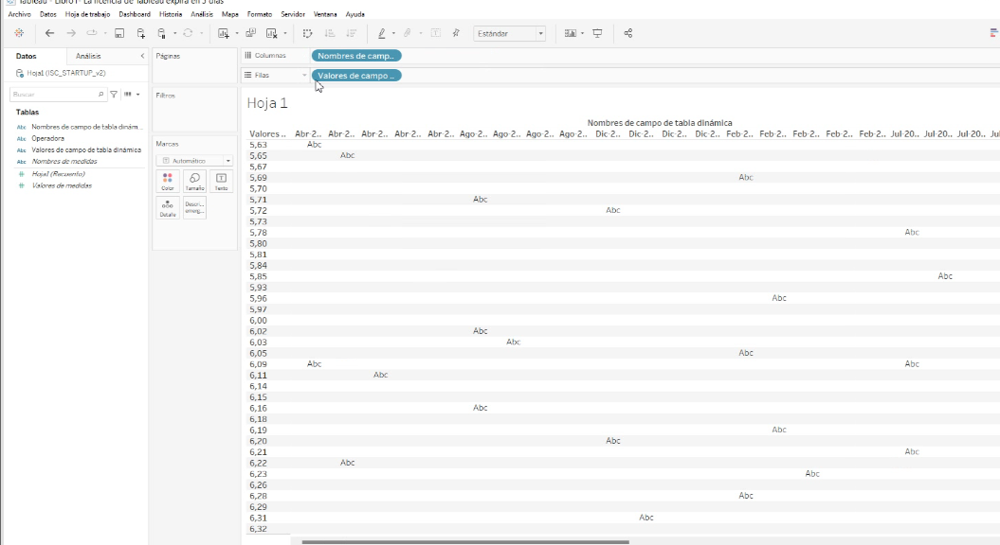 Tableau - Libro1- La licencia de Tableau expira en 5 días
Archivo Datos Hoja de trabajo Dashboard Historia Análisis Mapa Formato Servidor Ventana Ayuda
Estándar
Datos Análisis
Hoja1 (ISC_STARTUP_v2)
Buscar
Tablas
Abc Nombres de campo de tabla dinám...
Abc Operadora
Abc Valores de campo de tabla dinámica
Abc Nombres de medidas
# Hoja1 (Recuento)
# Valores de medidas
Páginas
Filtros
Marcas
Automático
Color Tamaño Texto
Detalle Descri... emerg...
Columnas Nombres de camp..
Filas Valores de campo ..
Hoja 1
Nombres de campo de tabla dinámica
Valores .. Abr-2.. Abr-2.. Abr-2.. Abr-2.. Abr-2.. Ago-2.. Ago-2.. Ago-2.. Ago-2.. Dic-2.. Dic-2.. Dic-2.. Dic-2.. Feb-2.. Feb-2.. Feb-2.. Feb-2.. Feb-2.. Jul-20.. Jul-20.. Jul-20..
5,63 Abc
5,65 Abc
5,67
5,69 Abc
5,70
5,71 Abc
5,72 Abc
5,73
5,78 Abc
5,80
5,81
5,84
5,85 Abc
5,93
5,96 Abc
5,97
6,00
6,02 Abc
6,03 Abc
6,05 Abc
6,09 Abc Abc
6,11 Abc
6,14
6,15
6,16 Abc
6,18
6,19 Abc
6,20 Abc
6,21 Abc
6,22 Abc
6,23 Abc
6,26
6,28 Abc
6,29
6,31 Abc
6,32